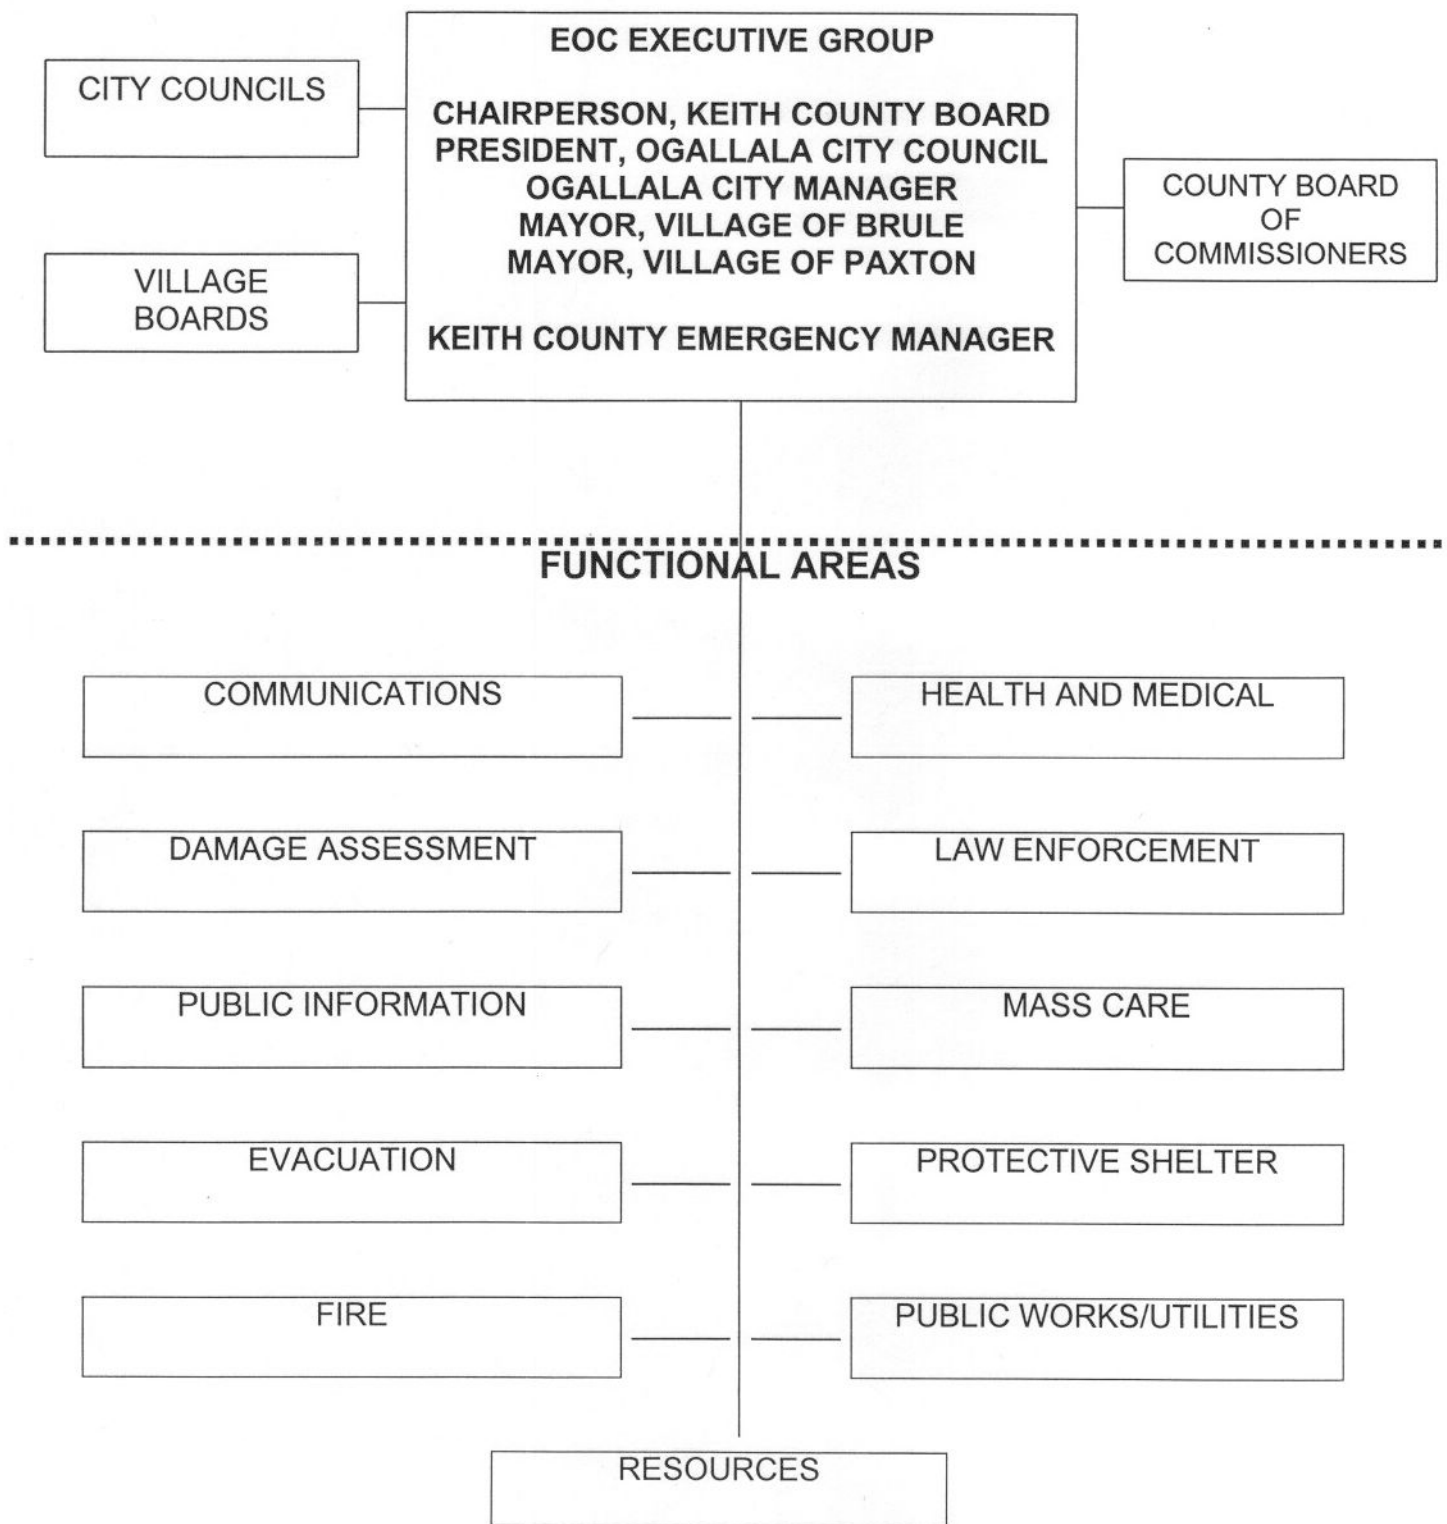 EOC EXECUTIVE GROUP
CITY COUNCILS
CHAIRPERSON, KEITH COUNTY BOARD
PRESIDENT, OGALLALA CITY COUNCIL
OGALLALA CITY MANAGER
MAYOR, VILLAGE OF BRULE
MAYOR, VILLAGE OF PAXTON
KEITH COUNTY EMERGENCY MANAGER
COUNTY BOARD
OF
COMMISSIONERS
VILLAGE
BOARDS
FUNCTIONAL AREAS
COMMUNICATIONS
HEALTH AND MEDICAL
DAMAGE ASSESSMENT
LAW ENFORCEMENT
PUBLIC INFORMATION
MASS CARE
EVACUATION
PROTECTIVE SHELTER
FIRE
PUBLIC WORKS/UTILITIES
RESOURCES